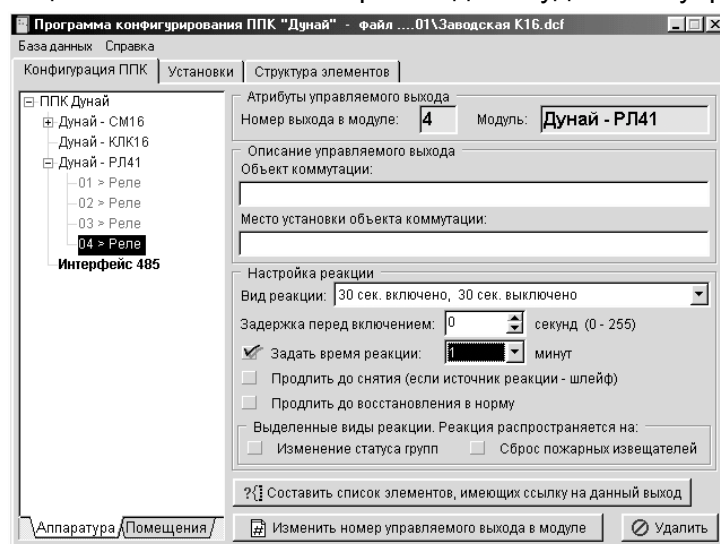 Программа конфигурирования ППК "Дунай" - файл ....01\Заводская К16.dcf
База данных Справка
Конфигурация ППК Установки Структура элементов
ППК Дунай
Дунай - СМ16
Дунай - КЛК16
Дунай - РЛ41
01 > Реле
02 > Реле
03 > Реле
04 > Реле
Интерфейс 485
Аппаратура Помещения
Атрибуты управляемого выхода
Номер выхода в модуле: 4 Модуль: Дунай - РЛ41
Описание управляемого выхода
Объект коммутации:
Место установки объекта коммутации:
Настройка реакции
Вид реакции: 30 сек. включено, 30 сек. выключено
Задержка перед включением: 0 секунд (0 - 255)
Задать время реакции: 1 минут
Продлить до снятия (если источник реакции - шлейф)
Продлить до восстановления в норму
Выделенные виды реакции. Реакция распространяется на:
Изменение статуса групп Сброс пожарных извещателей
?{] Составить список элементов, имеющих ссылку на данный выход
# Изменить номер управляемого выхода в модуле Удалить